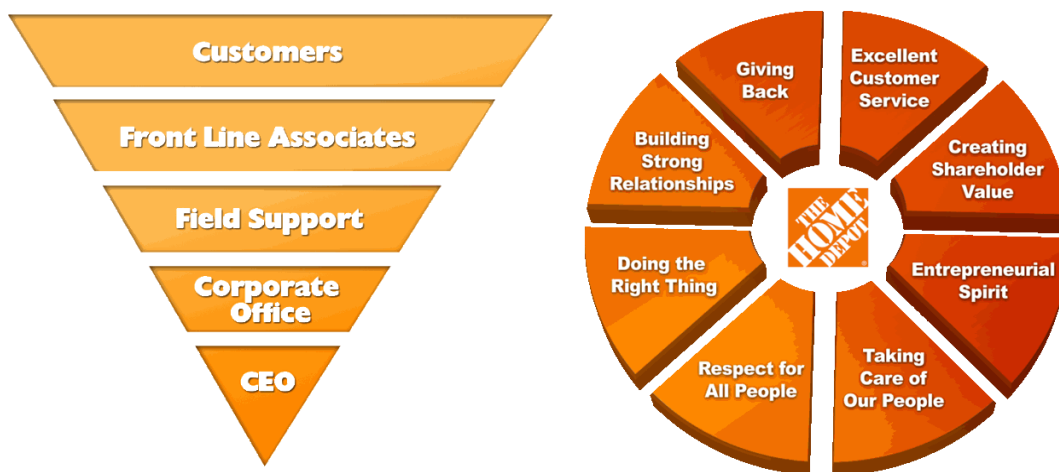 Customers
Front Line Associates
Field Support
Corporate
Office
CEO
Excellent
Customer
Service
Creating
Shareholder
Value
Entrepreneurial
Spirit
Taking
Care of
Our People
Respect for
All People
Doing the
Right Thing
Building
Strong
Relationships
Giving
Back
THE
HOME
DEPOT